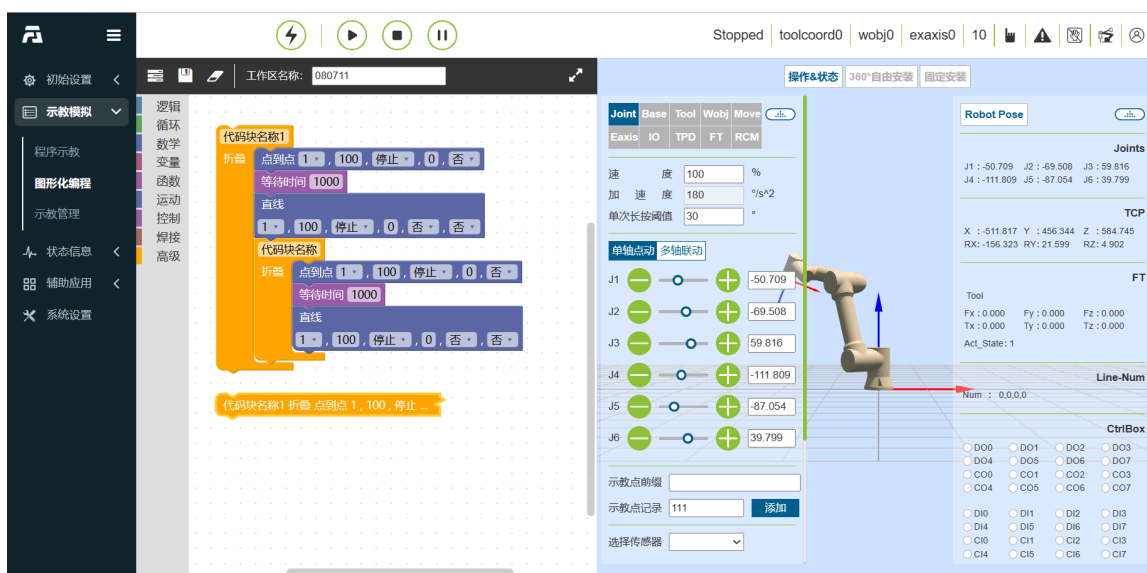 Stopped toolcoord0 wobj0 exaxis0 10
初始设置
示教模拟
程序示教
图形化编程
示教管理
状态信息
辅助应用
系统设置
工作区名称: 080711
逻辑
循环
数学
变量
函数
运动
控制
焊接
高级
代码块名称1
折叠 点到点 1 , 100 , 停止 , 0 , 否
等待时间 1000
直线
1 , 100 , 停止 , 0 , 否 , 否
代码块名称
折叠 点到点 1 , 100 , 停止 , 0 , 否
等待时间 1000
直线
1 , 100 , 停止 , 0 , 否 , 否
代码块名称1 折叠 点到点 1 , 100 , 停止 ...
操作&状态 360°自由安装 固定安装
Joint Base Tool Wobj Move
Eaxis IO TPD FT RCM
速 度 100 %
加 速 度 180 °/s^2
单次长按阈值 30 °
单轴点动 多轴联动
J1 -50.709
J2 -69.508
J3 59.816
J4 -111.809
J5 -87.054
J6 39.799
示教点前缀
示教点记录 111 添加
选择传感器
Robot Pose
Joints
J1 : -50.709 J2 : -69.508 J3 : 59.816
J4 : -111.809 J5 : -87.054 J6 : 39.799
TCP
X : -511.817 Y : 456.344 Z : 584.745
RX: -156.323 RY: 21.599 RZ: 4.902
FT
Tool
Fx : 0.000 Fy : 0.000 Fz : 0.000
Tx : 0.000 Ty : 0.000 Tz : 0.000
Act_State: 1
Line-Num
Num : 0,0,0,0
CtrlBox
DO0 DO1 DO2 DO3
DO4 DO5 DO6 DO7
CO0 CO1 CO2 CO3
CO4 CO5 CO6 CO7
DI0 DI1 DI2 DI3
DI4 DI5 DI6 DI7
CI0 CI1 CI2 CI3
CI4 CI5 CI6 CI7